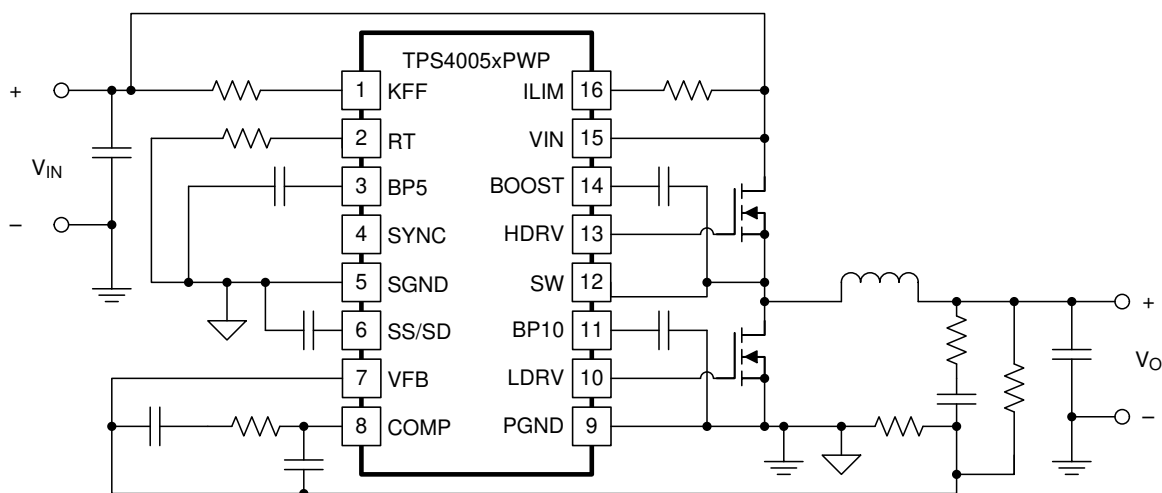 TPS4005xPWP
+
1 KFF ILIM 16
2 RT VIN 15
V_IN
3 BP5 BOOST 14
4 SYNC HDRV 13
–
5 SGND SW 12
+
6 SS/SD BP10 11
V_O
7 VFB LDRV 10
–
8 COMP PGND 9